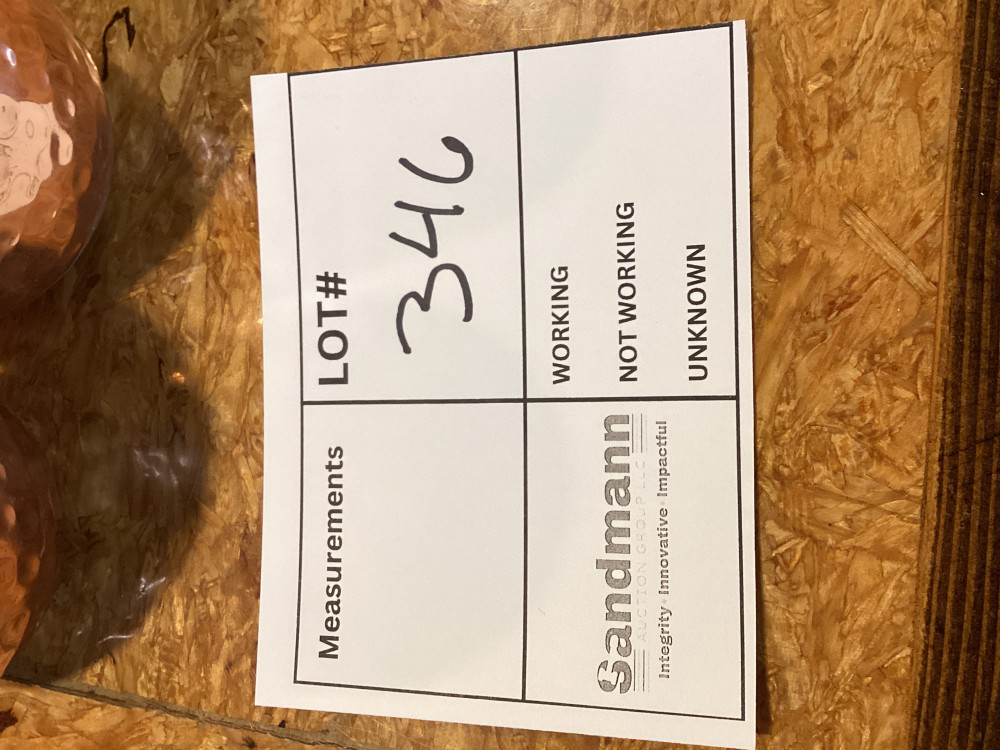 Measurements
LOT#
346
Sandmann
AUCTION GROUP LLC
Integrity · Innovative · Impactful
WORKING
NOT WORKING
UNKNOWN